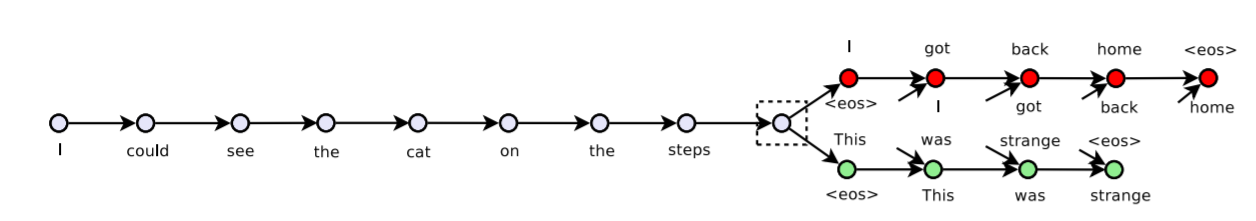 I got back home <eos>
<eos> I got back home
I could see the cat on the steps
This was strange <eos>
<eos> This was strange